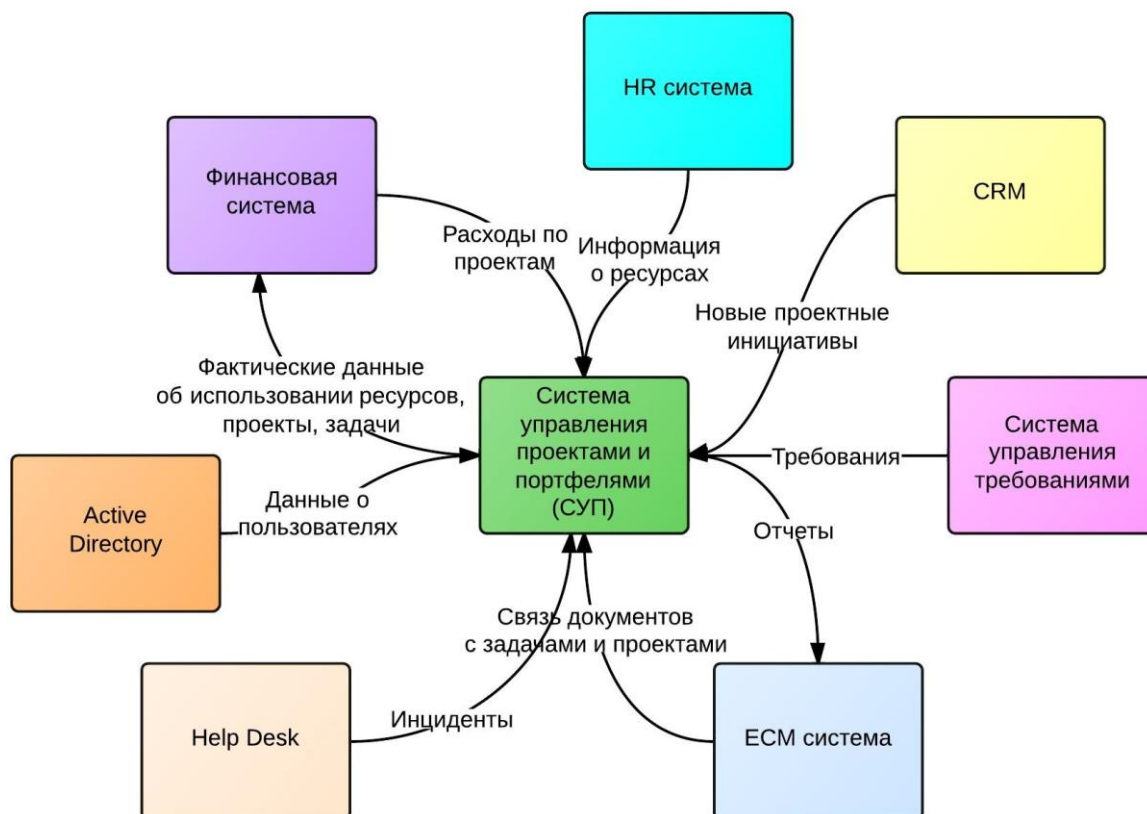 HR система
Финансовая
система
CRM
Расходы по
проектам
Информация
о ресурсах
Новые проектные
инициативы
Фактические данные
об использовании ресурсов,
проекты, задачи
Система
управления
проектами и
портфелями
(СУП)
Требования
Система
управления
требованиями
Active
Directory
Данные о
пользователях
Отчеты
Связь документов
с задачами и проектами
Help Desk
Инциденты
ECM система